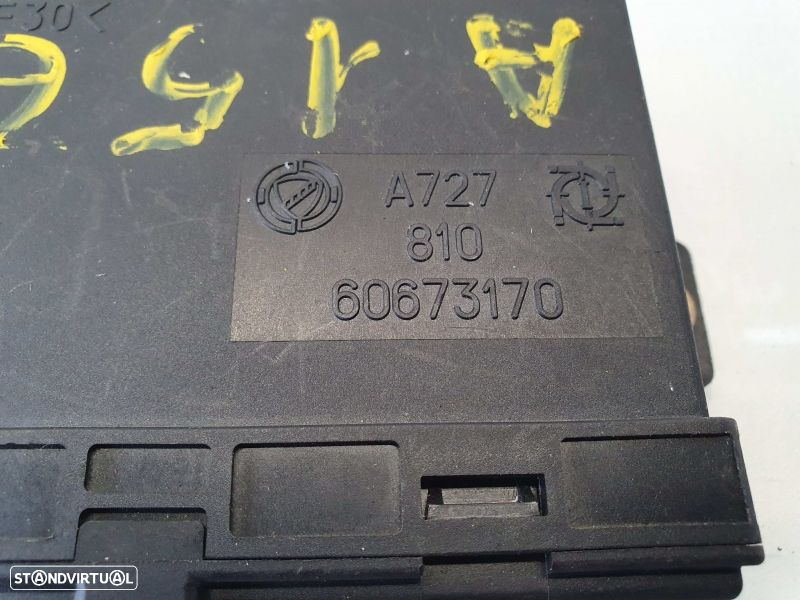 F30<
A156
A727
810
60673170
STANDVIRTUAL